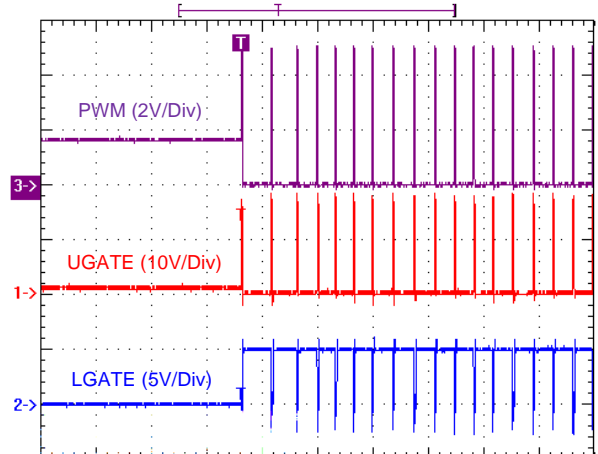 T
T
PWM (2V/Div)
3->
T
UGATE (10V/Div)
1->
LGATE (5V/Div)
T
2->